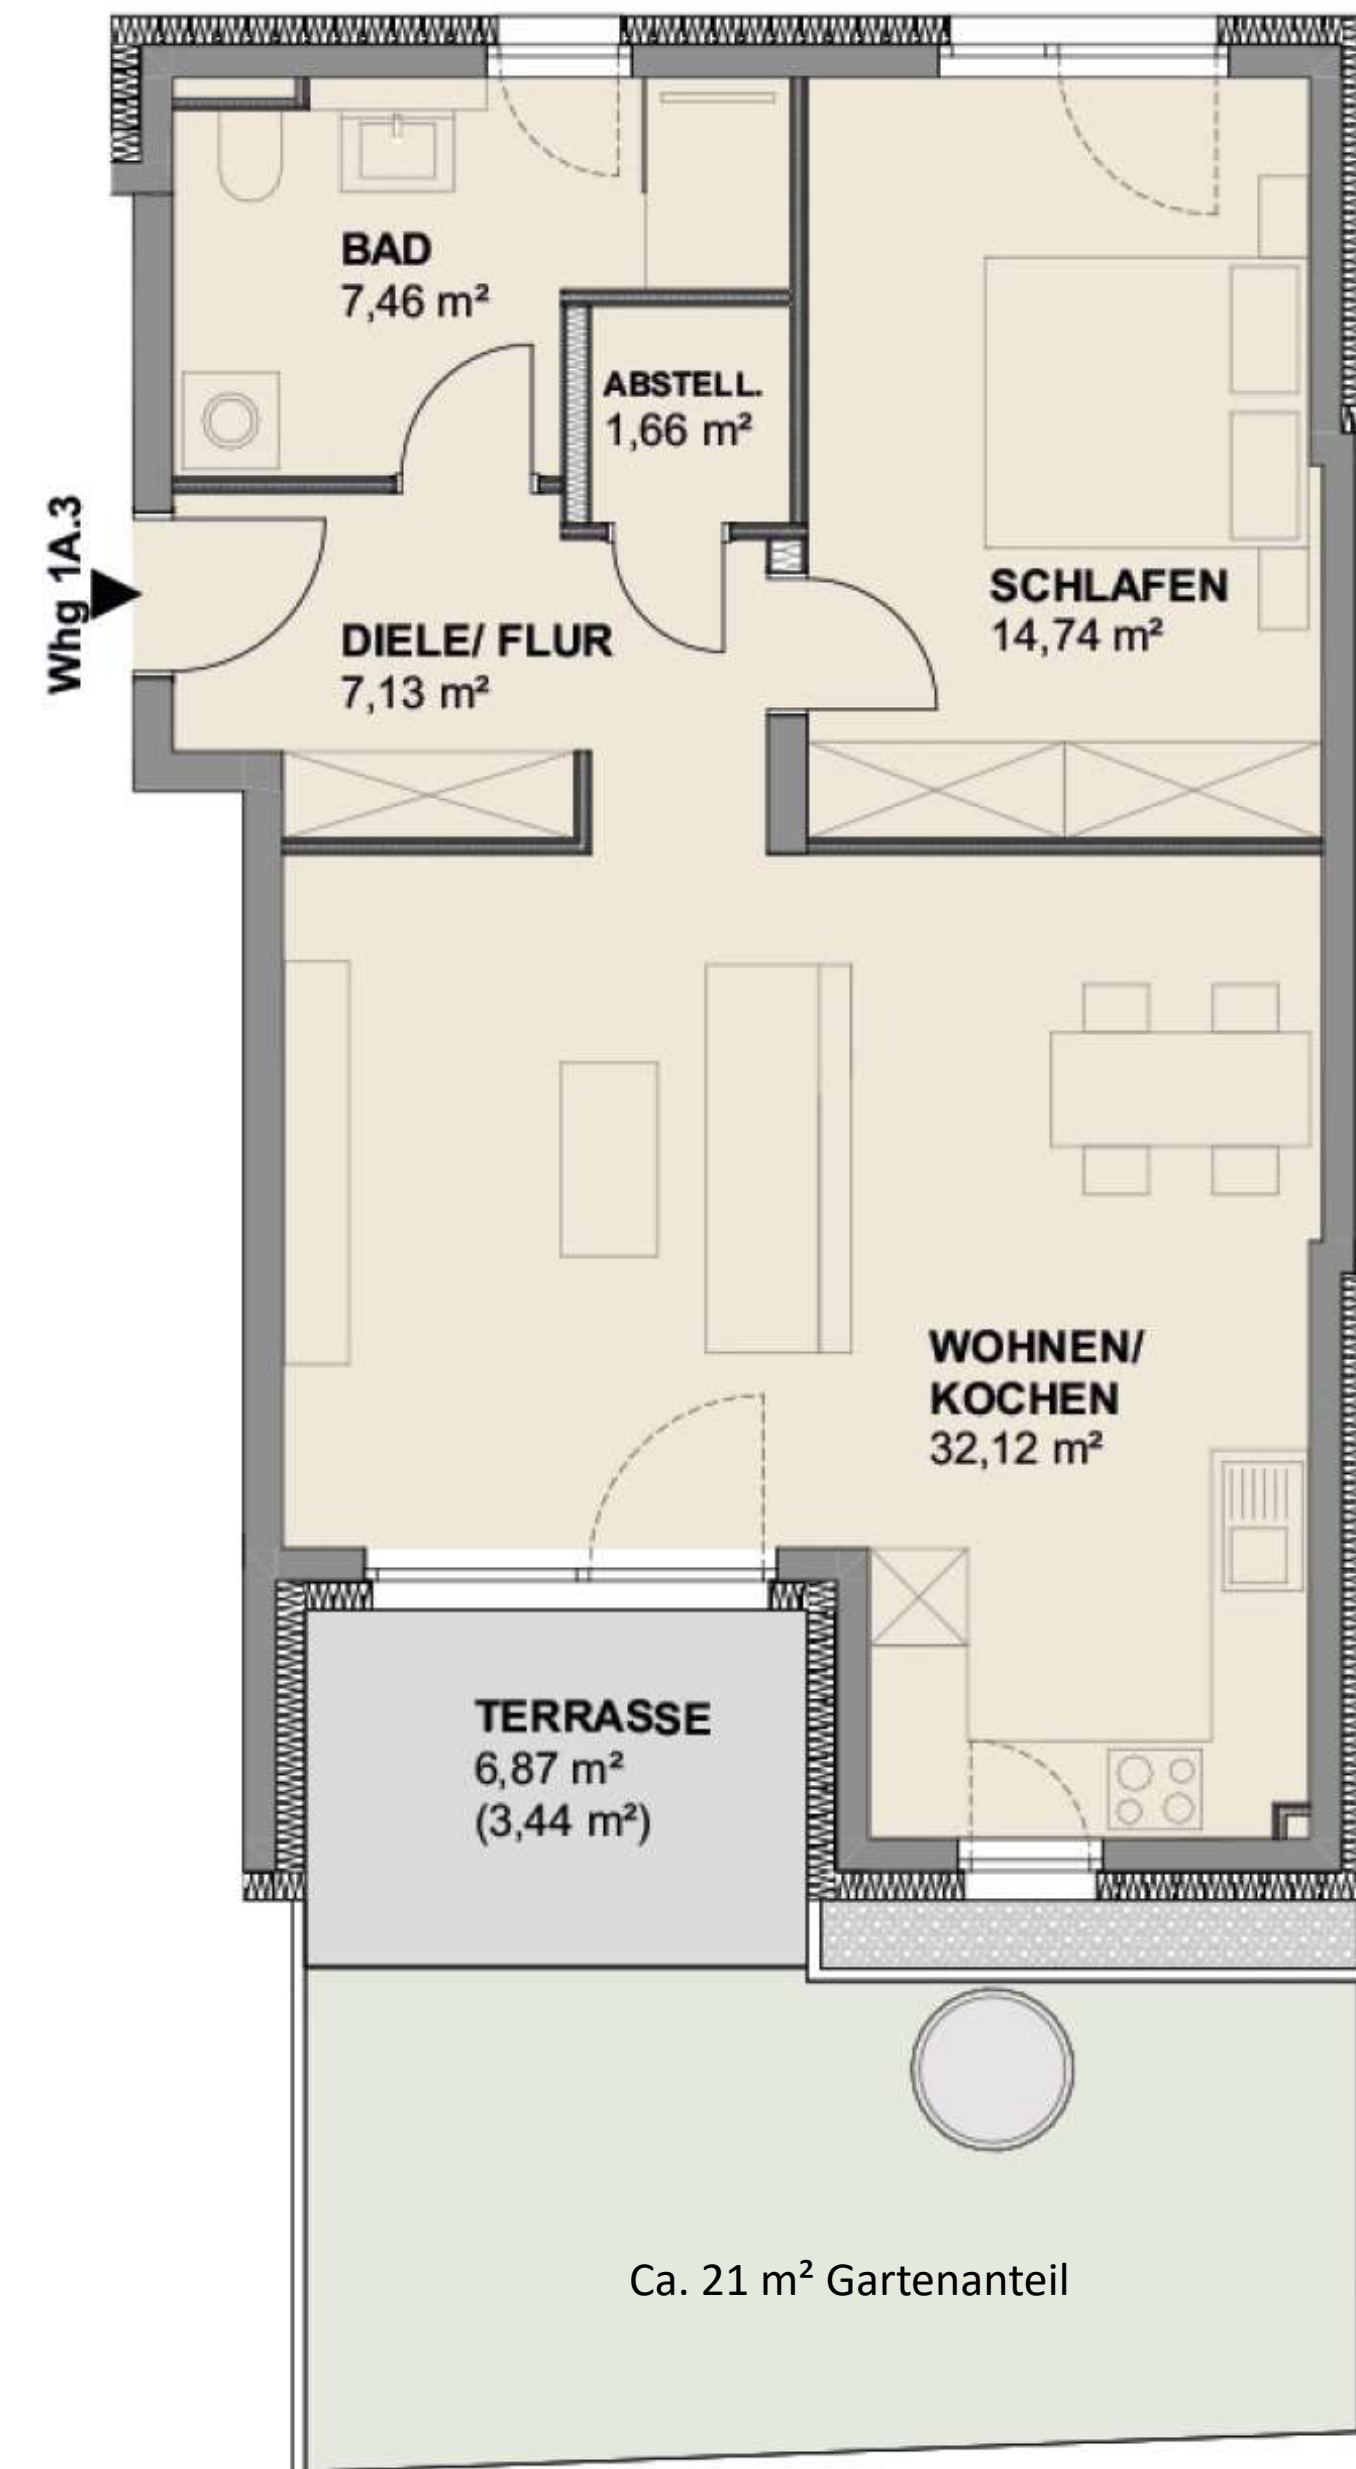 BAD
7,46 m²
ABSTELL.
1,66 m²
Whg 1A.3
DIELE/ FLUR
7,13 m²
SCHLAFEN
14,74 m²
WOHNEN/
KOCHEN
32,12 m²
TERRASSE
6,87 m²
(3,44 m²)
Ca. 21 m² Gartenanteil